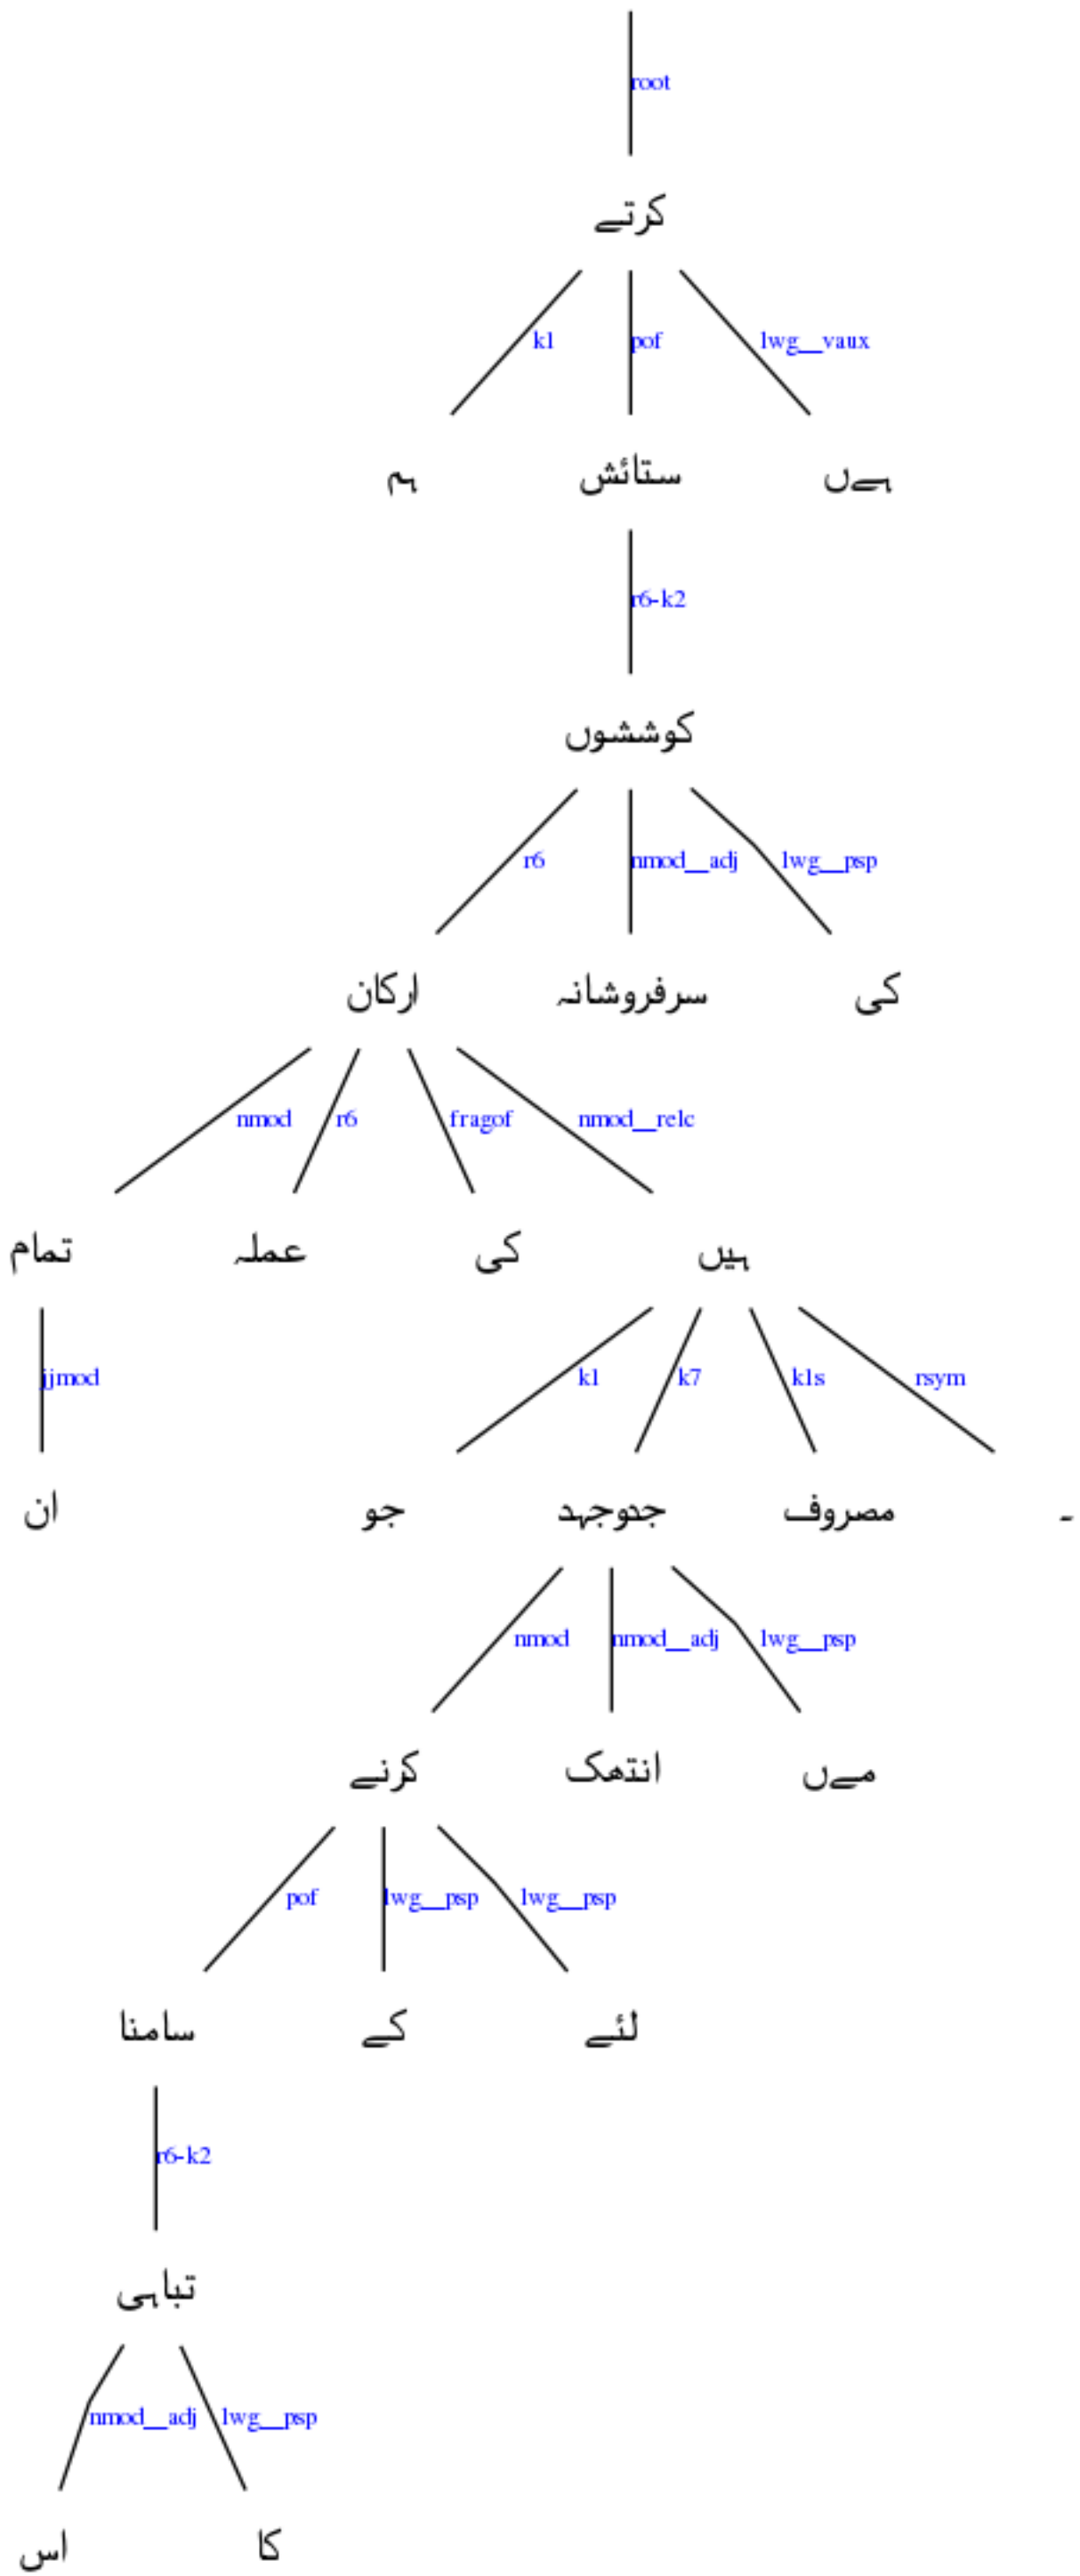 root
کرتے
k1 pof lwg__vaux
ہم ستائش ہےں
r6-k2
کوششوں
r6 nmod__adj lwg__psp
ارکان سرفروشانہ کی
nmod r6 fragof nmod__relc
تمام عملہ کی ہیں
jjmod k1 k7 k1s rsym
ان جو جدوجہد مصروف ۔
nmod nmod__adj lwg__psp
کرنے انتھک مےں
pof lwg__psp lwg__psp
سامنا کے لئے
r6-k2
تباہی
nmod__adj lwg__psp
اس کا